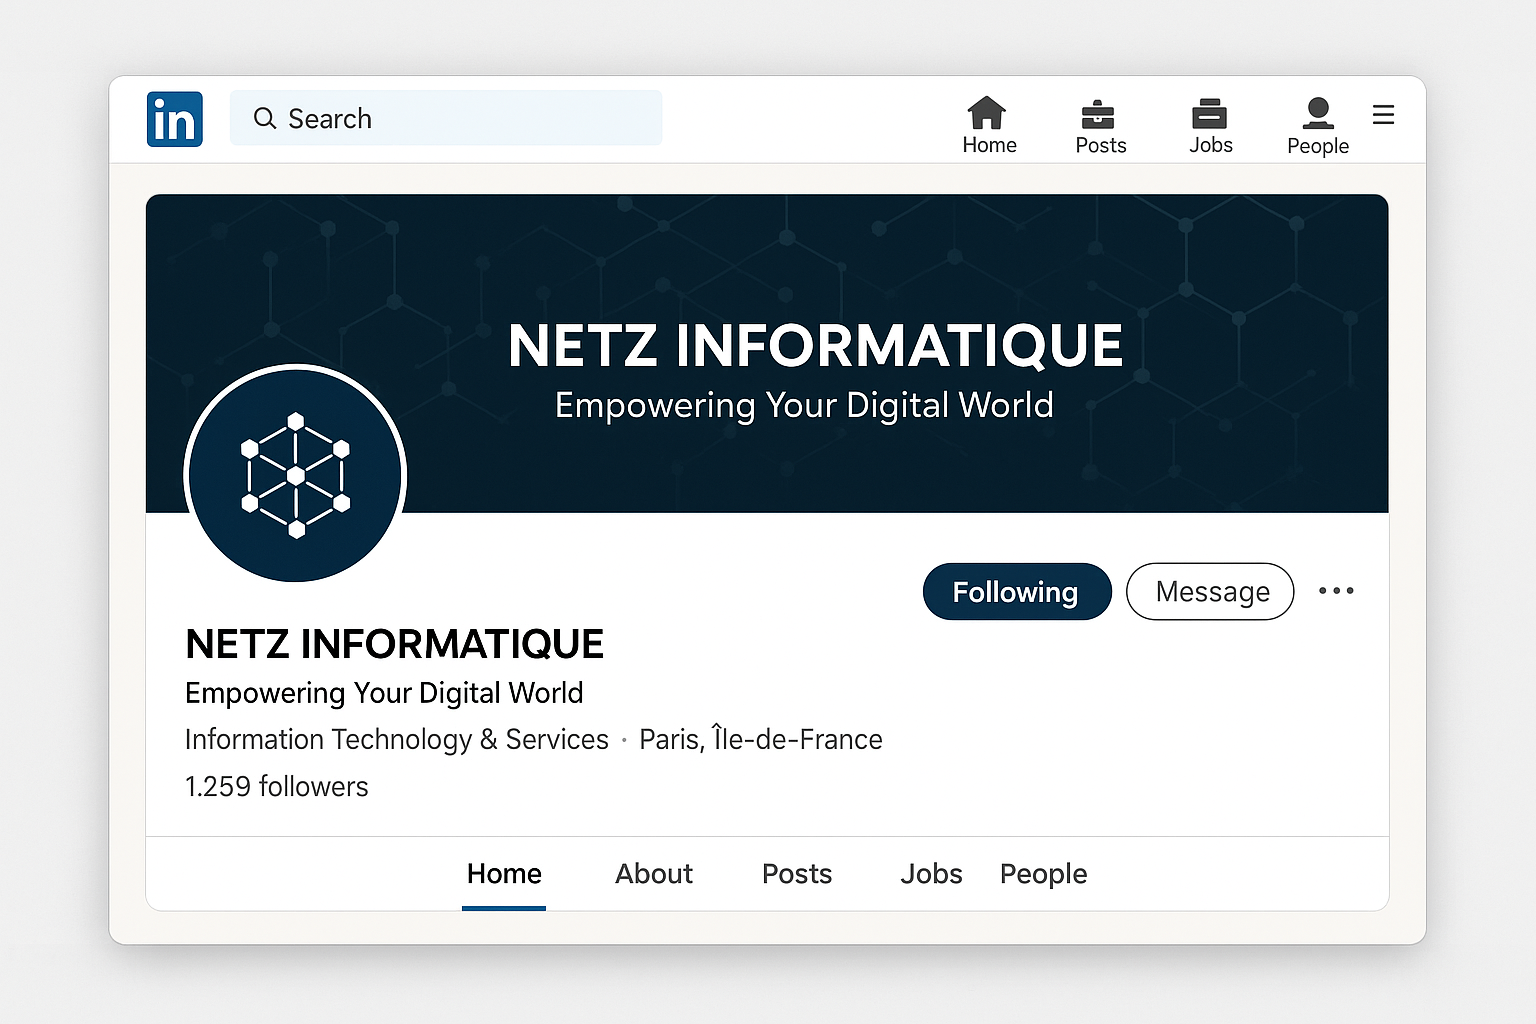 in Search
Home Posts Jobs People
NETZ INFORMATIQUE
Empowering Your Digital World
Following Message
NETZ INFORMATIQUE
Empowering Your Digital World
Information Technology & Services · Paris, Île-de-France
1.259 followers
Home About Posts Jobs People